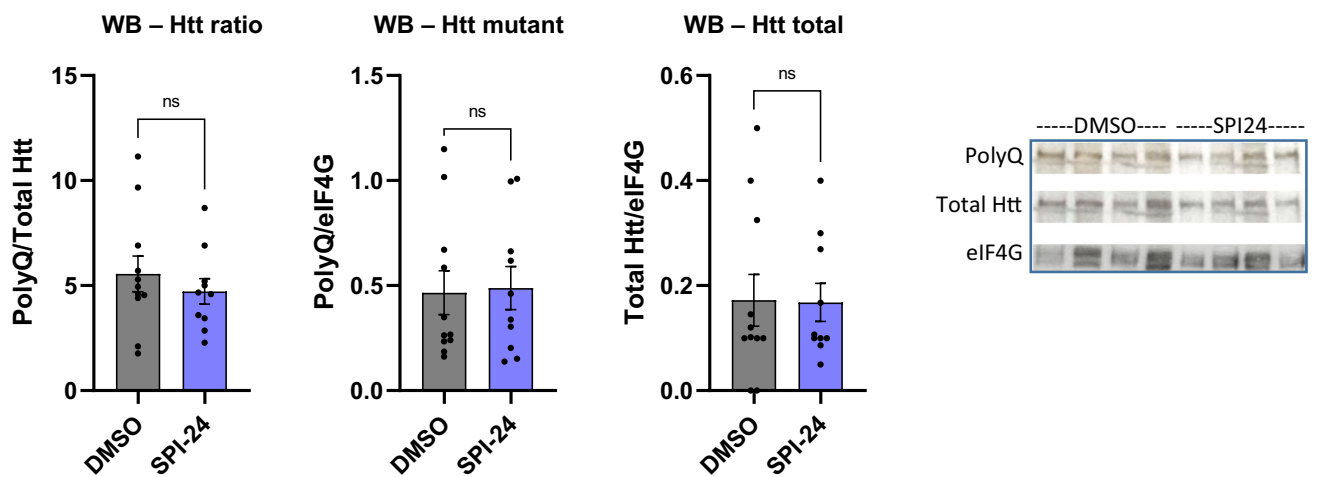 WB – Htt ratio
PolyQ/Total Htt
15
10
5
0
ns
DMSO
SPI-24
WB – Htt mutant
PolyQ/eIF4G
1.5
1.0
0.5
0.0
ns
DMSO
SPI-24
WB – Htt total
Total Htt/eIF4G
0.6
0.4
0.2
0.0
ns
DMSO
SPI-24
-----DMSO---- -----SPI24-----
PolyQ
Total Htt
eIF4G